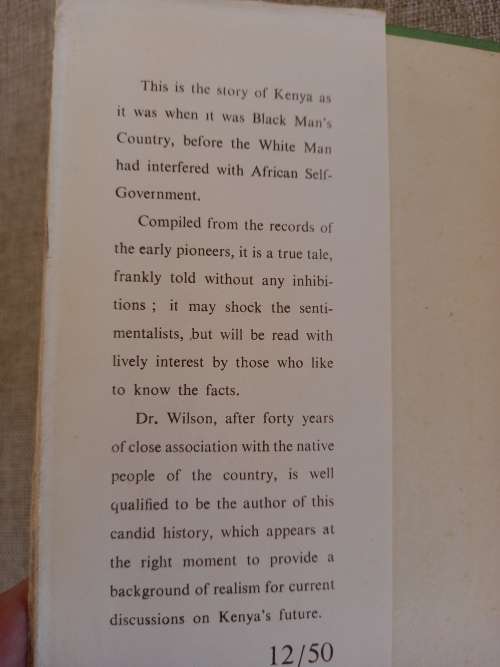 This is the story of Kenya as
it was when it was Black Man's
Country, before the White Man
had interfered with African Self-
Government.
Compiled from the records of
the early pioneers, it is a true tale,
frankly told without any inhibi-
tions ; it may shock the senti-
mentalists, but will be read with
lively interest by those who like
to know the facts.
Dr. Wilson, after forty years
of close association with the native
people of the country, is well
qualified to be the author of this
candid history, which appears at
the right moment to provide a
background of realism for current
discussions on Kenya's future.
12/50